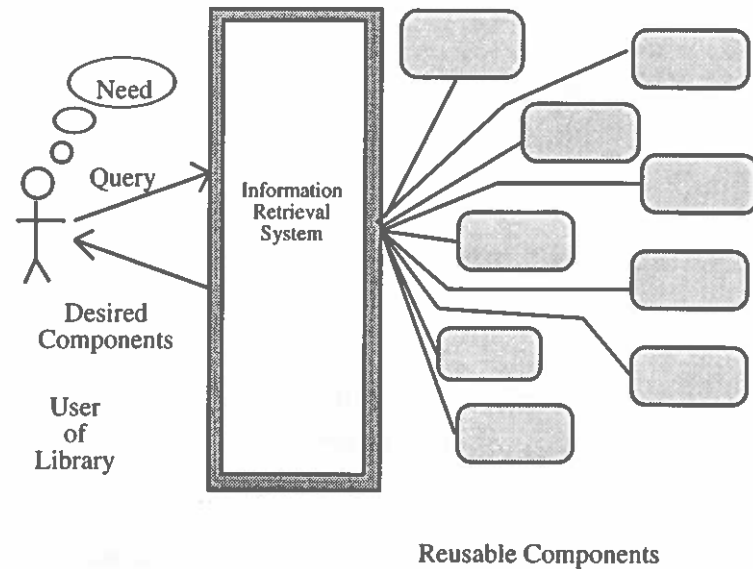 Need
Query
Information
Retrieval
System
Desired
Components
User
of
Library
Reusable Components